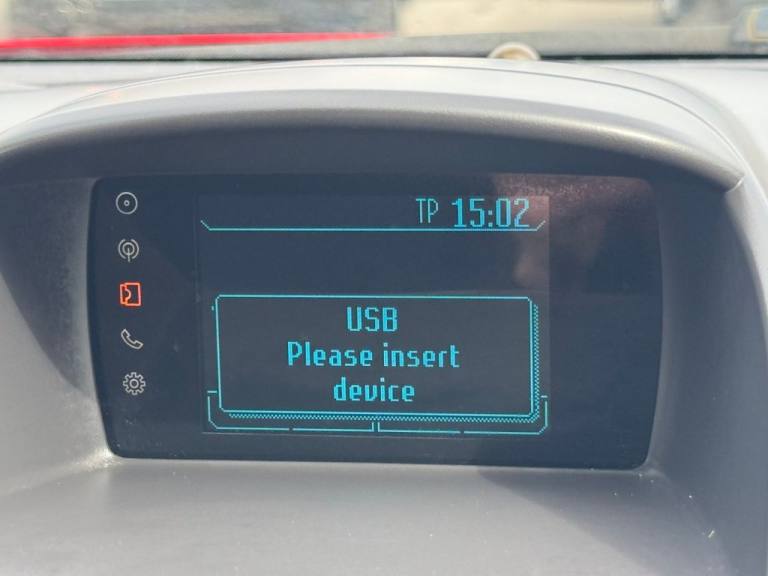 TP 15:02
USB
Please insert
device